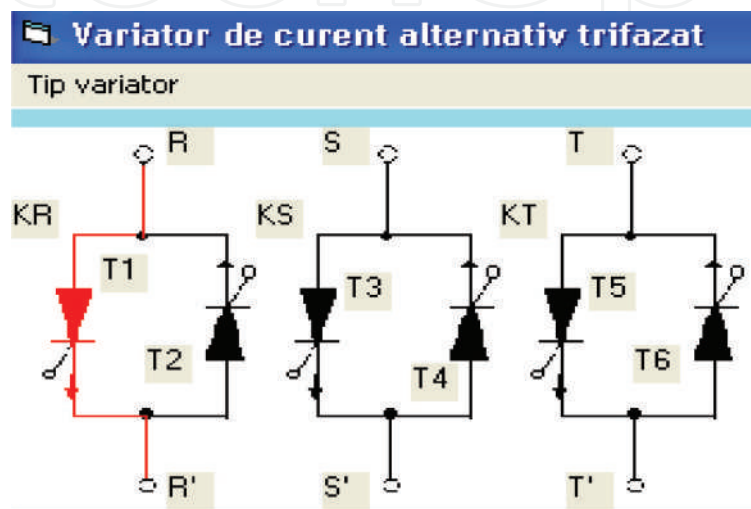 Variator de curent alternativ trifazat
Tip variator
R S T
KR KS KT
T1 T3 T5
T2 T4 T6
R' S' T'